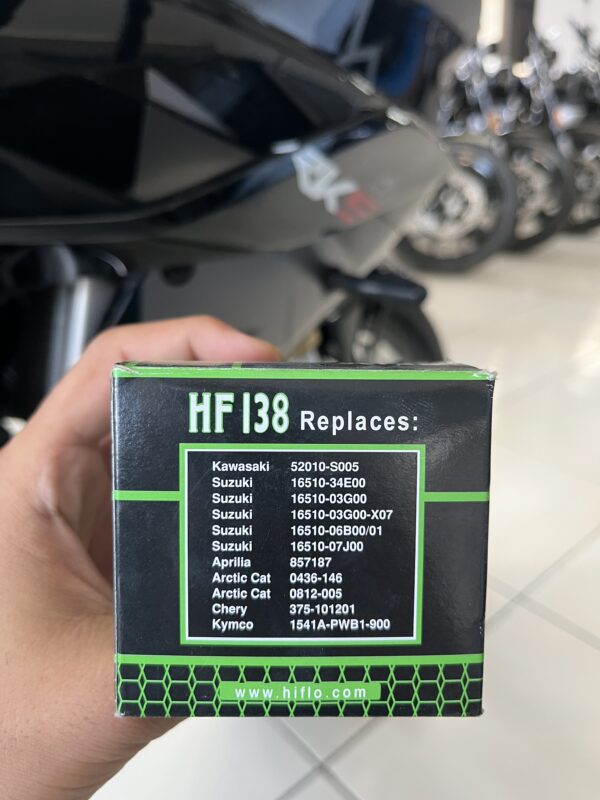 RKS
HF138 Replaces:
Kawasaki 52010-S005
Suzuki 16510-34E00
Suzuki 16510-03G00
Suzuki 16510-03G00-X07
Suzuki 16510-06B00/01
Suzuki 16510-07J00
Aprilia 857187
Arctic Cat 0436-146
Arctic Cat 0812-005
Chery 375-101201
Kymco 1541A-PWB1-900
www.hiflo.com